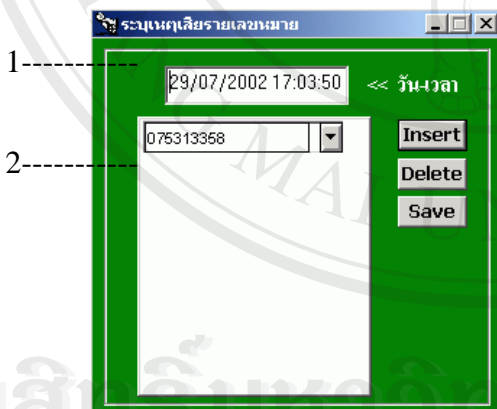 ระบุเหตุเสียรายเลขหมาย
1--------
29/07/2002 17:03:50 << วัน-เวลา
075313358
Insert
2--------
Delete
Save